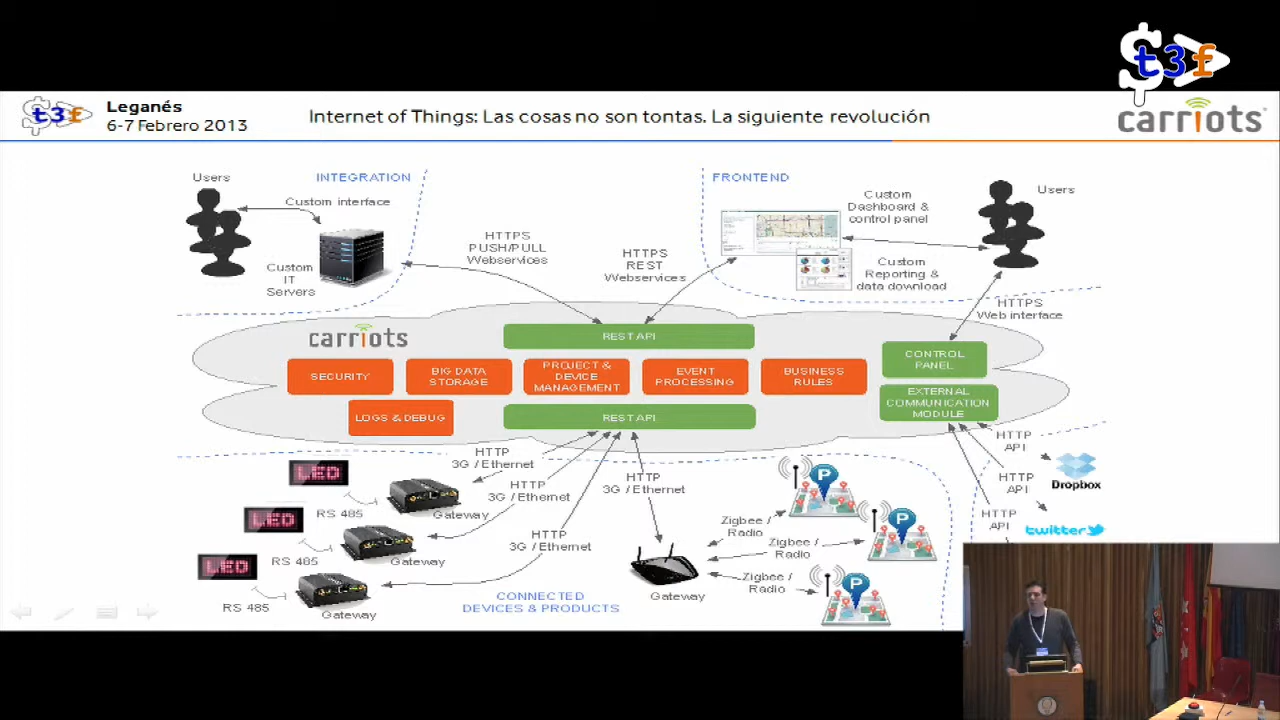 t3f
t3f
Leganés
6-7 Febrero 2013
Internet of Things: Las cosas no son tontas. La siguiente revolución
carriots
Users
INTEGRATION
Custom interface
Custom
IT
Servers
HTTPS
PUSH/PULL
Webservices
HTTPS
REST
Webservices
FRONTEND
Custom
Dashboard &
control panel
Custom
Reporting &
data download
Users
HTTPS
Web interface
carriots
REST API
SECURITY
BIG DATA
STORAGE
PROJECT &
DEVICE
MANAGEMENT
EVENT
PROCESSING
BUSINESS
RULES
CONTROL
PANEL
EXTERNAL
COMMUNICATION
MODULE
LOGS & DEBUG
REST API
HTTP
3G / Ethernet
HTTP
3G / Ethernet
HTTP
3G / Ethernet
HTTP
3G / Ethernet
LED
RS 485
Gateway
LED
RS 485
Gateway
LED
RS 485
Gateway
CONNECTED
DEVICES & PRODUCTS
Gateway
Zigbee /
Radio
Zigbee /
Radio
Zigbee /
Radio
P
P
P
HTTP
API
HTTP
API
HTTP
API
Dropbox
twitter